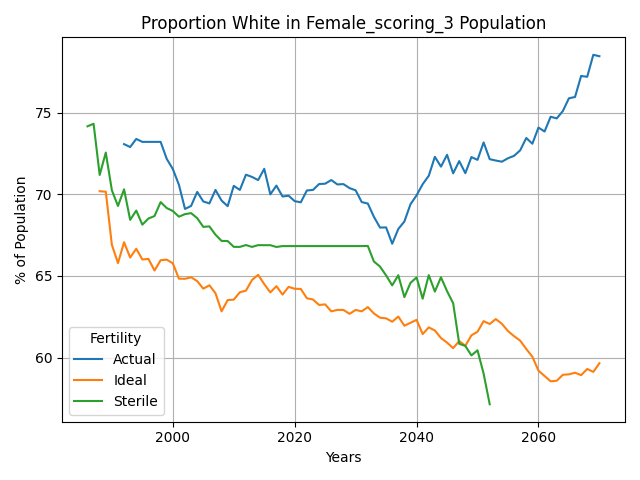 Proportion White in Female_scoring_3 Population
% of Population
75
70
65
60
Fertility
Actual
Ideal
Sterile
2000
2020
2040
2060
Years